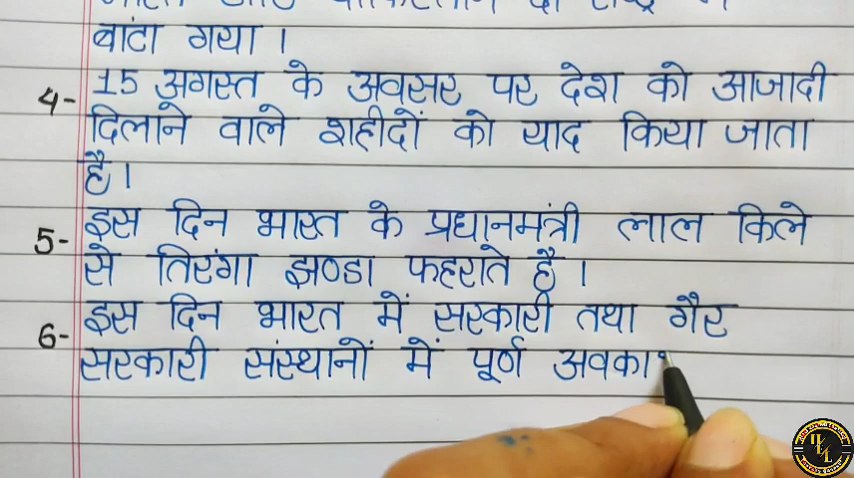 बांटा गया ।
4- 15 अगस्त के अवसर पर देश को आजादी
दिलाने वाले शहीदों को याद किया जाता
है ।
5- इस दिन भारत के प्रधानमंत्री लाल किले
से तिरंगा झण्डा फहराते है ।
6- इस दिन भारत में सरकारी तथा गैर
सरकारी संस्थानों में पूर्ण अवका